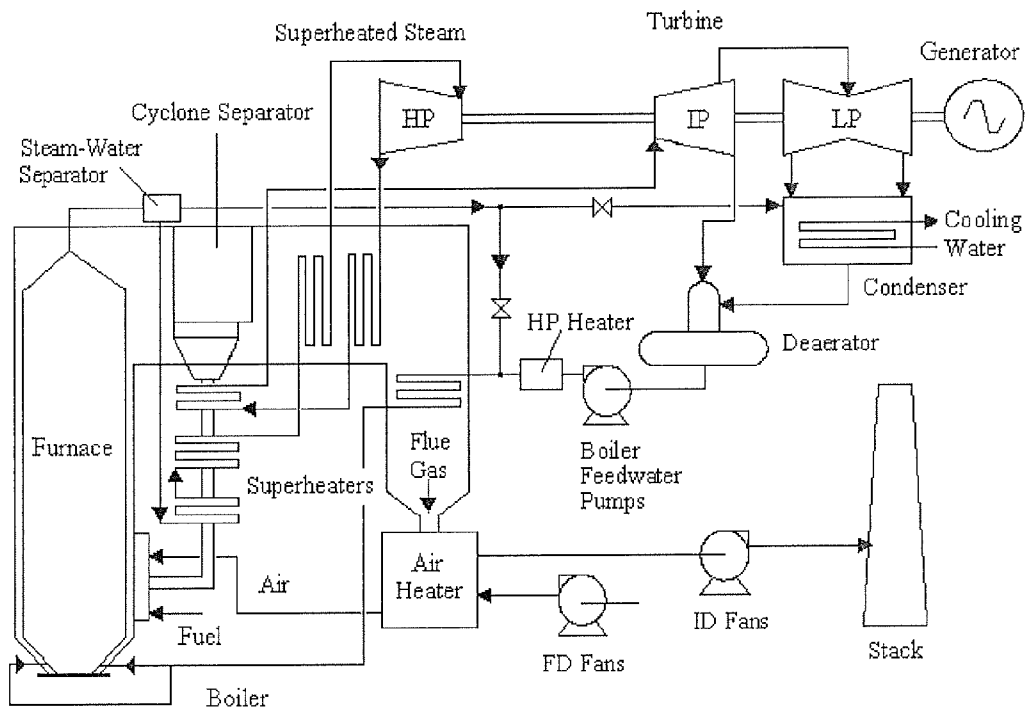 Superheated Steam
Turbine
Generator
Cyclone Separator
Steam-Water
Separator
HP
IP
LP
Cooling
Water
Condenser
HP Heater
Deaerator
Furnace
Flue
Gas
Boiler
Feedwater
Pumps
Superheaters
Air
Heater
Air
Fuel
ID Fans
FD Fans
Stack
Boiler